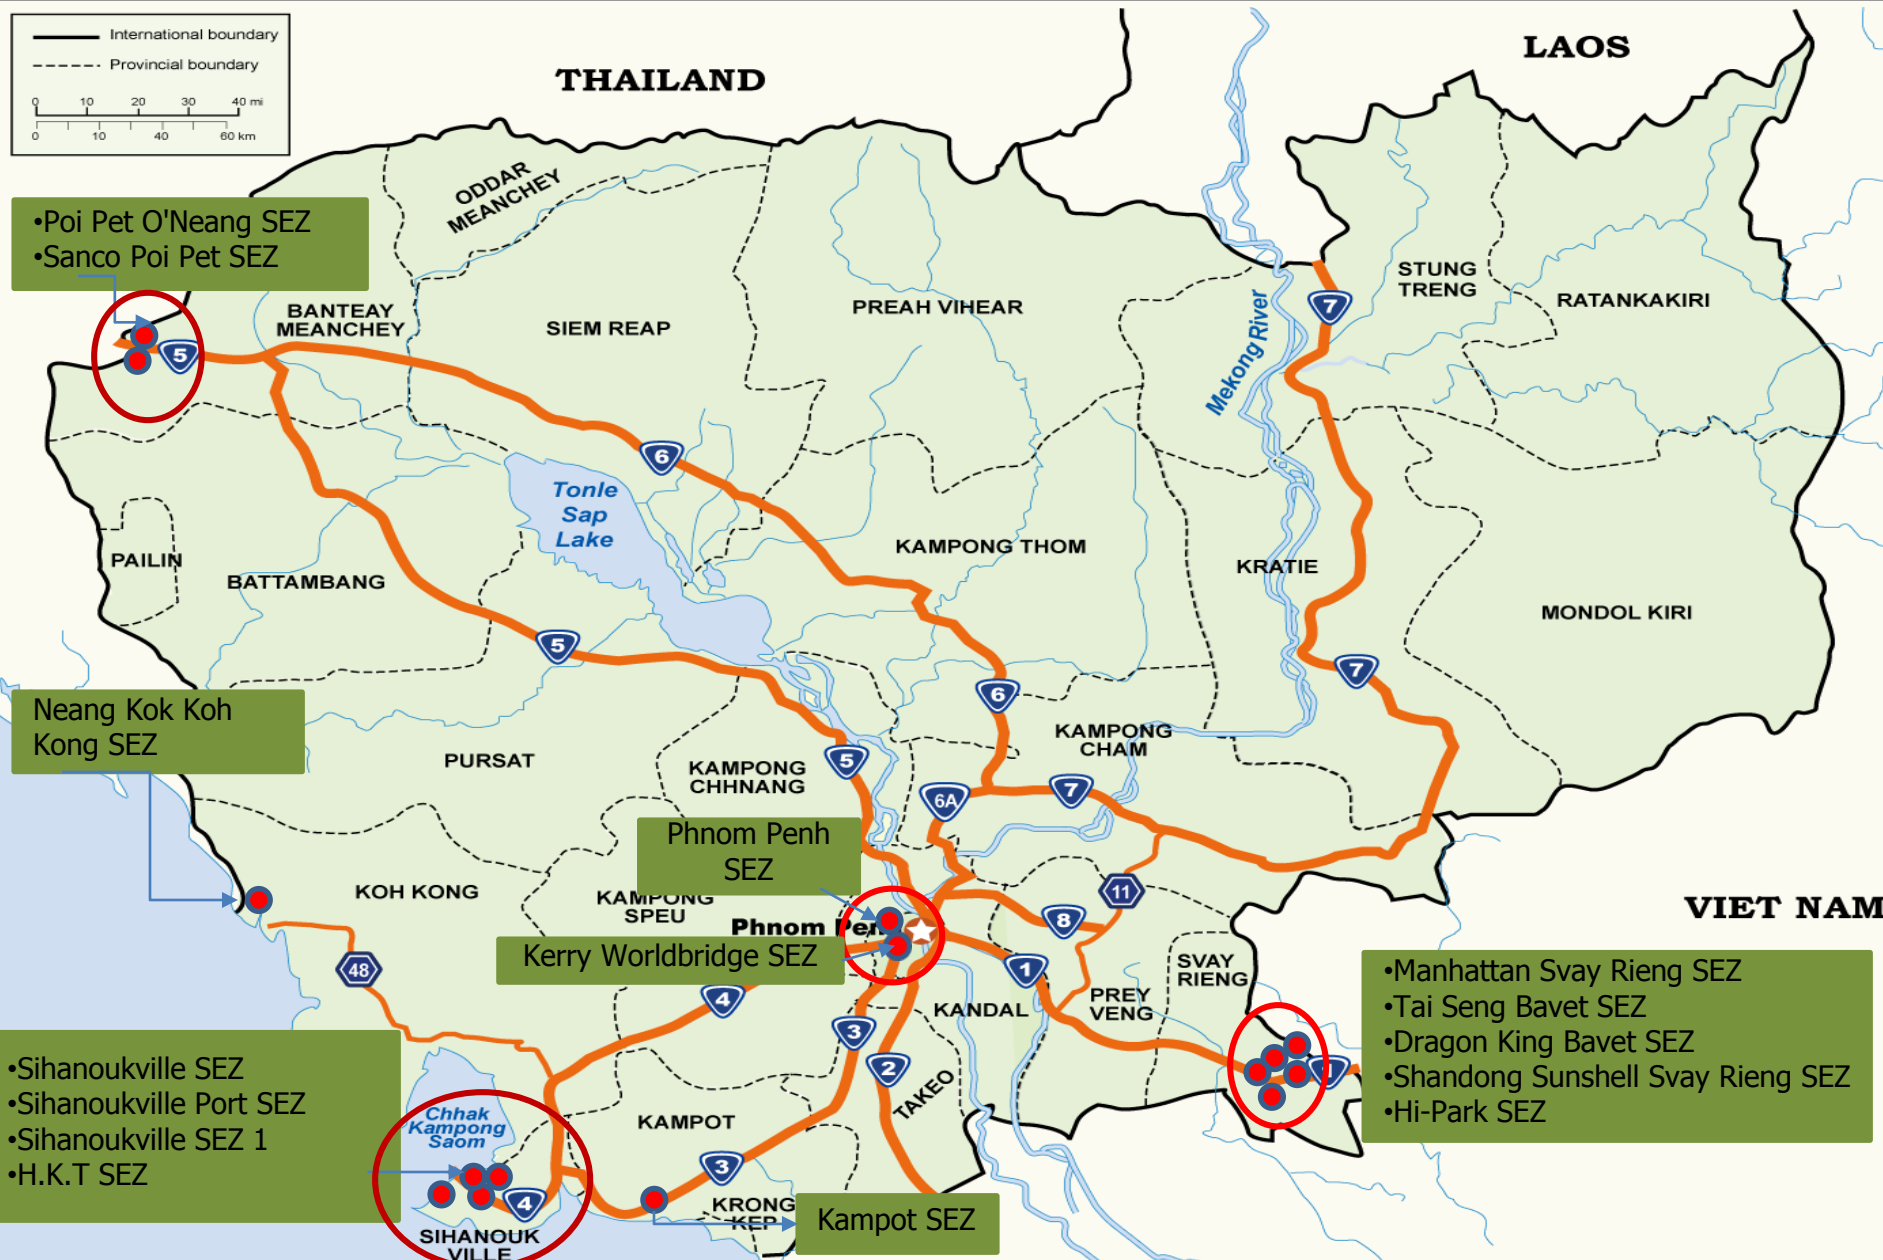 International boundary
Provincial boundary
0 10 20 30 40 mi
0 10 40 60 km
THAILAND
LAOS
ODDAR
MEANCHEY
•Poi Pet O'Neang SEZ
•Sanco Poi Pet SEZ
BANTEAY
MEANCHEY
SIEM REAP
PREAH VIHEAR
STUNG
TRENG
RATANKAKIRI
Mekong River
7
5
6
Tonle
Sap
Lake
PAILIN
BATTAMBANG
KAMPONG THOM
KRATIE
MONDOL KIRI
5
6
7
Neang Kok Koh
Kong SEZ
PURSAT
KAMPONG
CHHNANG
5
KAMPONG
CHAM
6A
7
Phnom Penh
SEZ
KOH KONG
KAMPONG
SPEU
Phnom Pen
Kerry Worldbridge SEZ
11
8
VIET NAM
48
4
1
SVAY
RIENG
PREY
VENG
KANDAL
3
2
TAKEO
1
•Manhattan Svay Rieng SEZ
•Tai Seng Bavet SEZ
•Dragon King Bavet SEZ
•Shandong Sunshell Svay Rieng SEZ
•Hi-Park SEZ
•Sihanoukville SEZ
•Sihanoukville Port SEZ
•Sihanoukville SEZ 1
•H.K.T SEZ
Chhak
Kampong
Saom
KAMPOT
3
4
KRONG
KEP
Kampot SEZ
SIHANOUK
VILLE